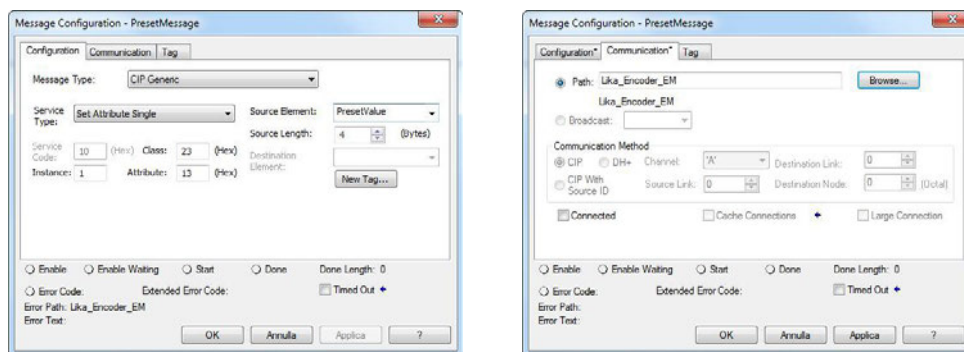 Message Configuration - PresetMessage
Configuration Communication Tag
Message Type: CIP Generic
Service Type: Set Attribute Single Source Element: PresetValue
Source Length: 4 (Bytes)
Service Code: 10 (Hex) Class: 23 (Hex) Destination Element:
Instance: 1 Attribute: 13 (Hex) New Tag...
Enable Enable Waiting Start Done Done Length: 0
Error Code: Extended Error Code: Timed Out
Error Path: Lika_Encoder_EM
Error Text:
OK Annulla Applica ?
Message Configuration - PresetMessage
Configuration* Communication* Tag
Path: Lika_Encoder_EM Browse...
Lika_Encoder_EM
Broadcast:
Communication Method
CIP DH+ Channel: 'A' Destination Link: 0
CIP With Source ID Source Link: 0 Destination Node: 0 (Octal)
Connected Cache Connections Large Connection
Enable Enable Waiting Start Done Done Length: 0
Error Code: Extended Error Code: Timed Out
Error Path: Lika_Encoder_EM
Error Text:
OK Annulla Applica ?